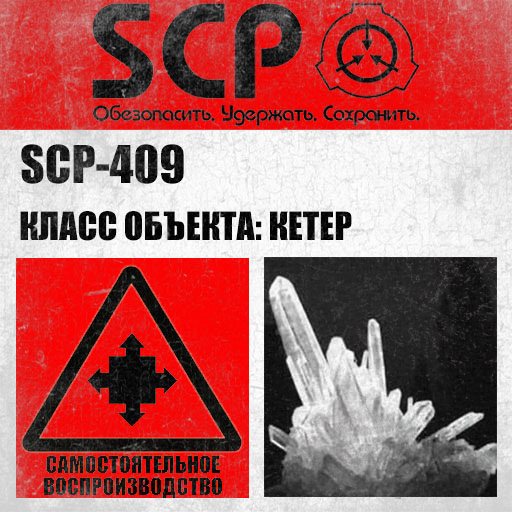 SCP
Обезопасить. Удержать. Сохранить.
SCP-409
КЛАСС ОБЪЕКТА: КЕТЕР
САМОСТОЯТЕЛЬНОЕ
ВОСПРОИЗВОДСТВО